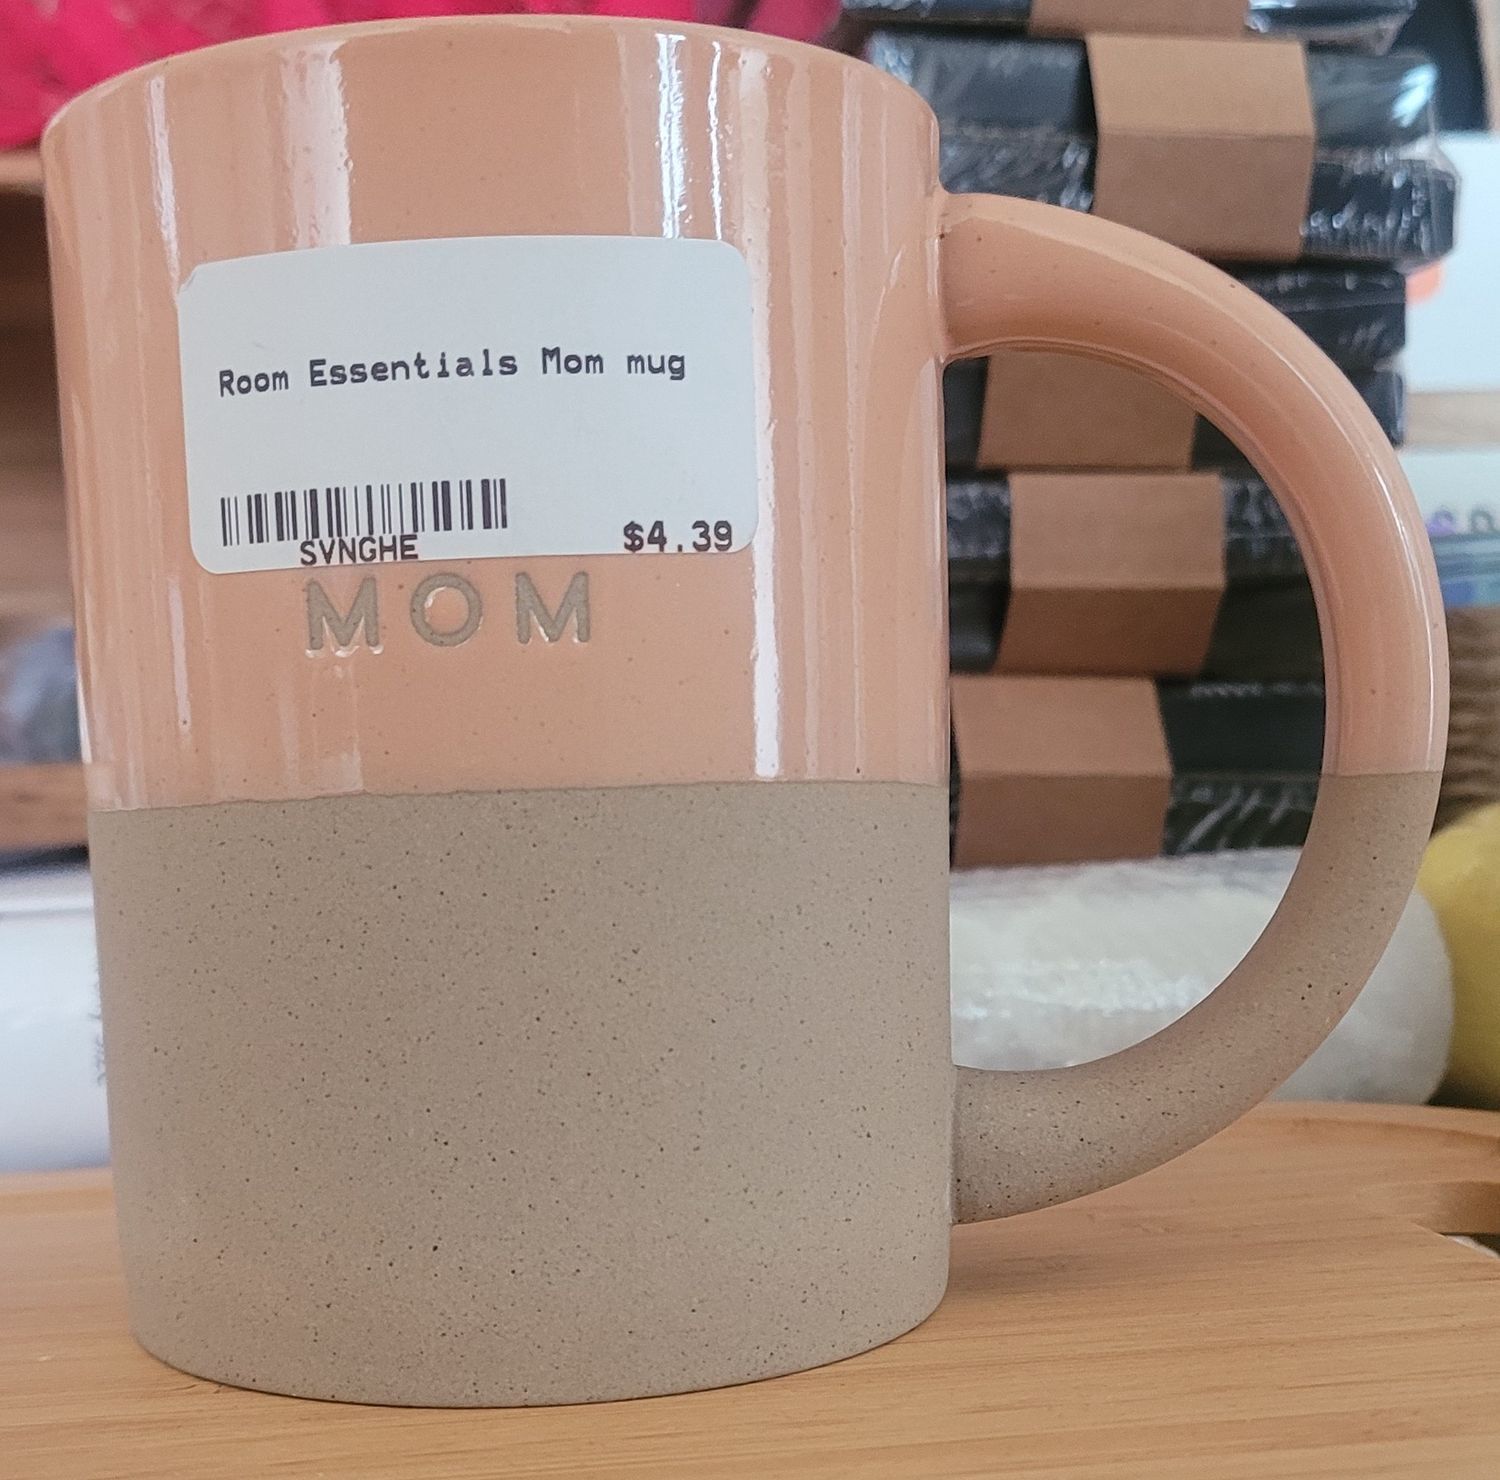 Room Essentials Mom mug
SVNGHE
$4.39
MOM